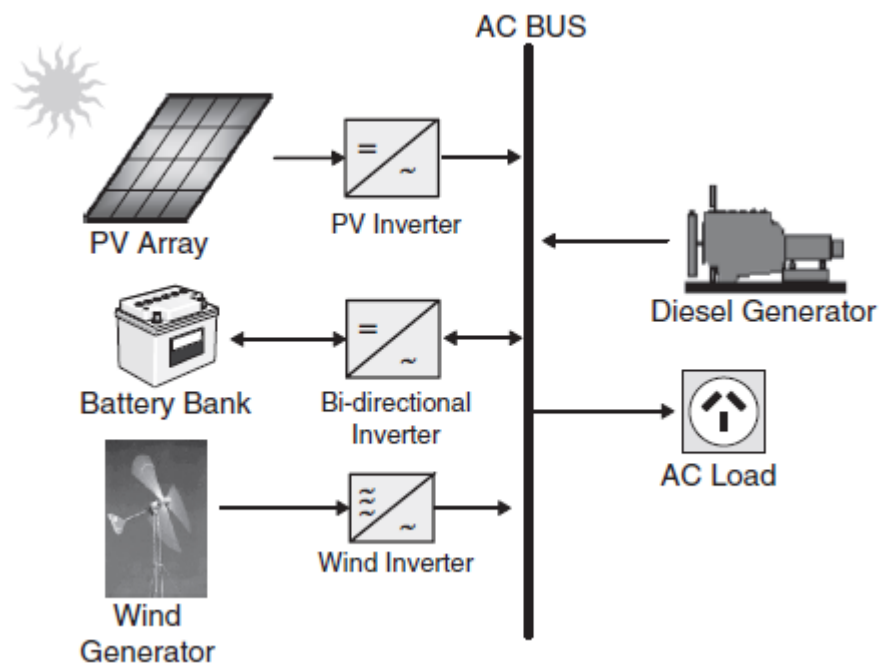 AC BUS
=
~
PV Array
PV Inverter
Diesel Generator
=
~
Battery Bank
Bi-directional
Inverter
AC Load
~
~
~
~
Wind Inverter
Wind
Generator